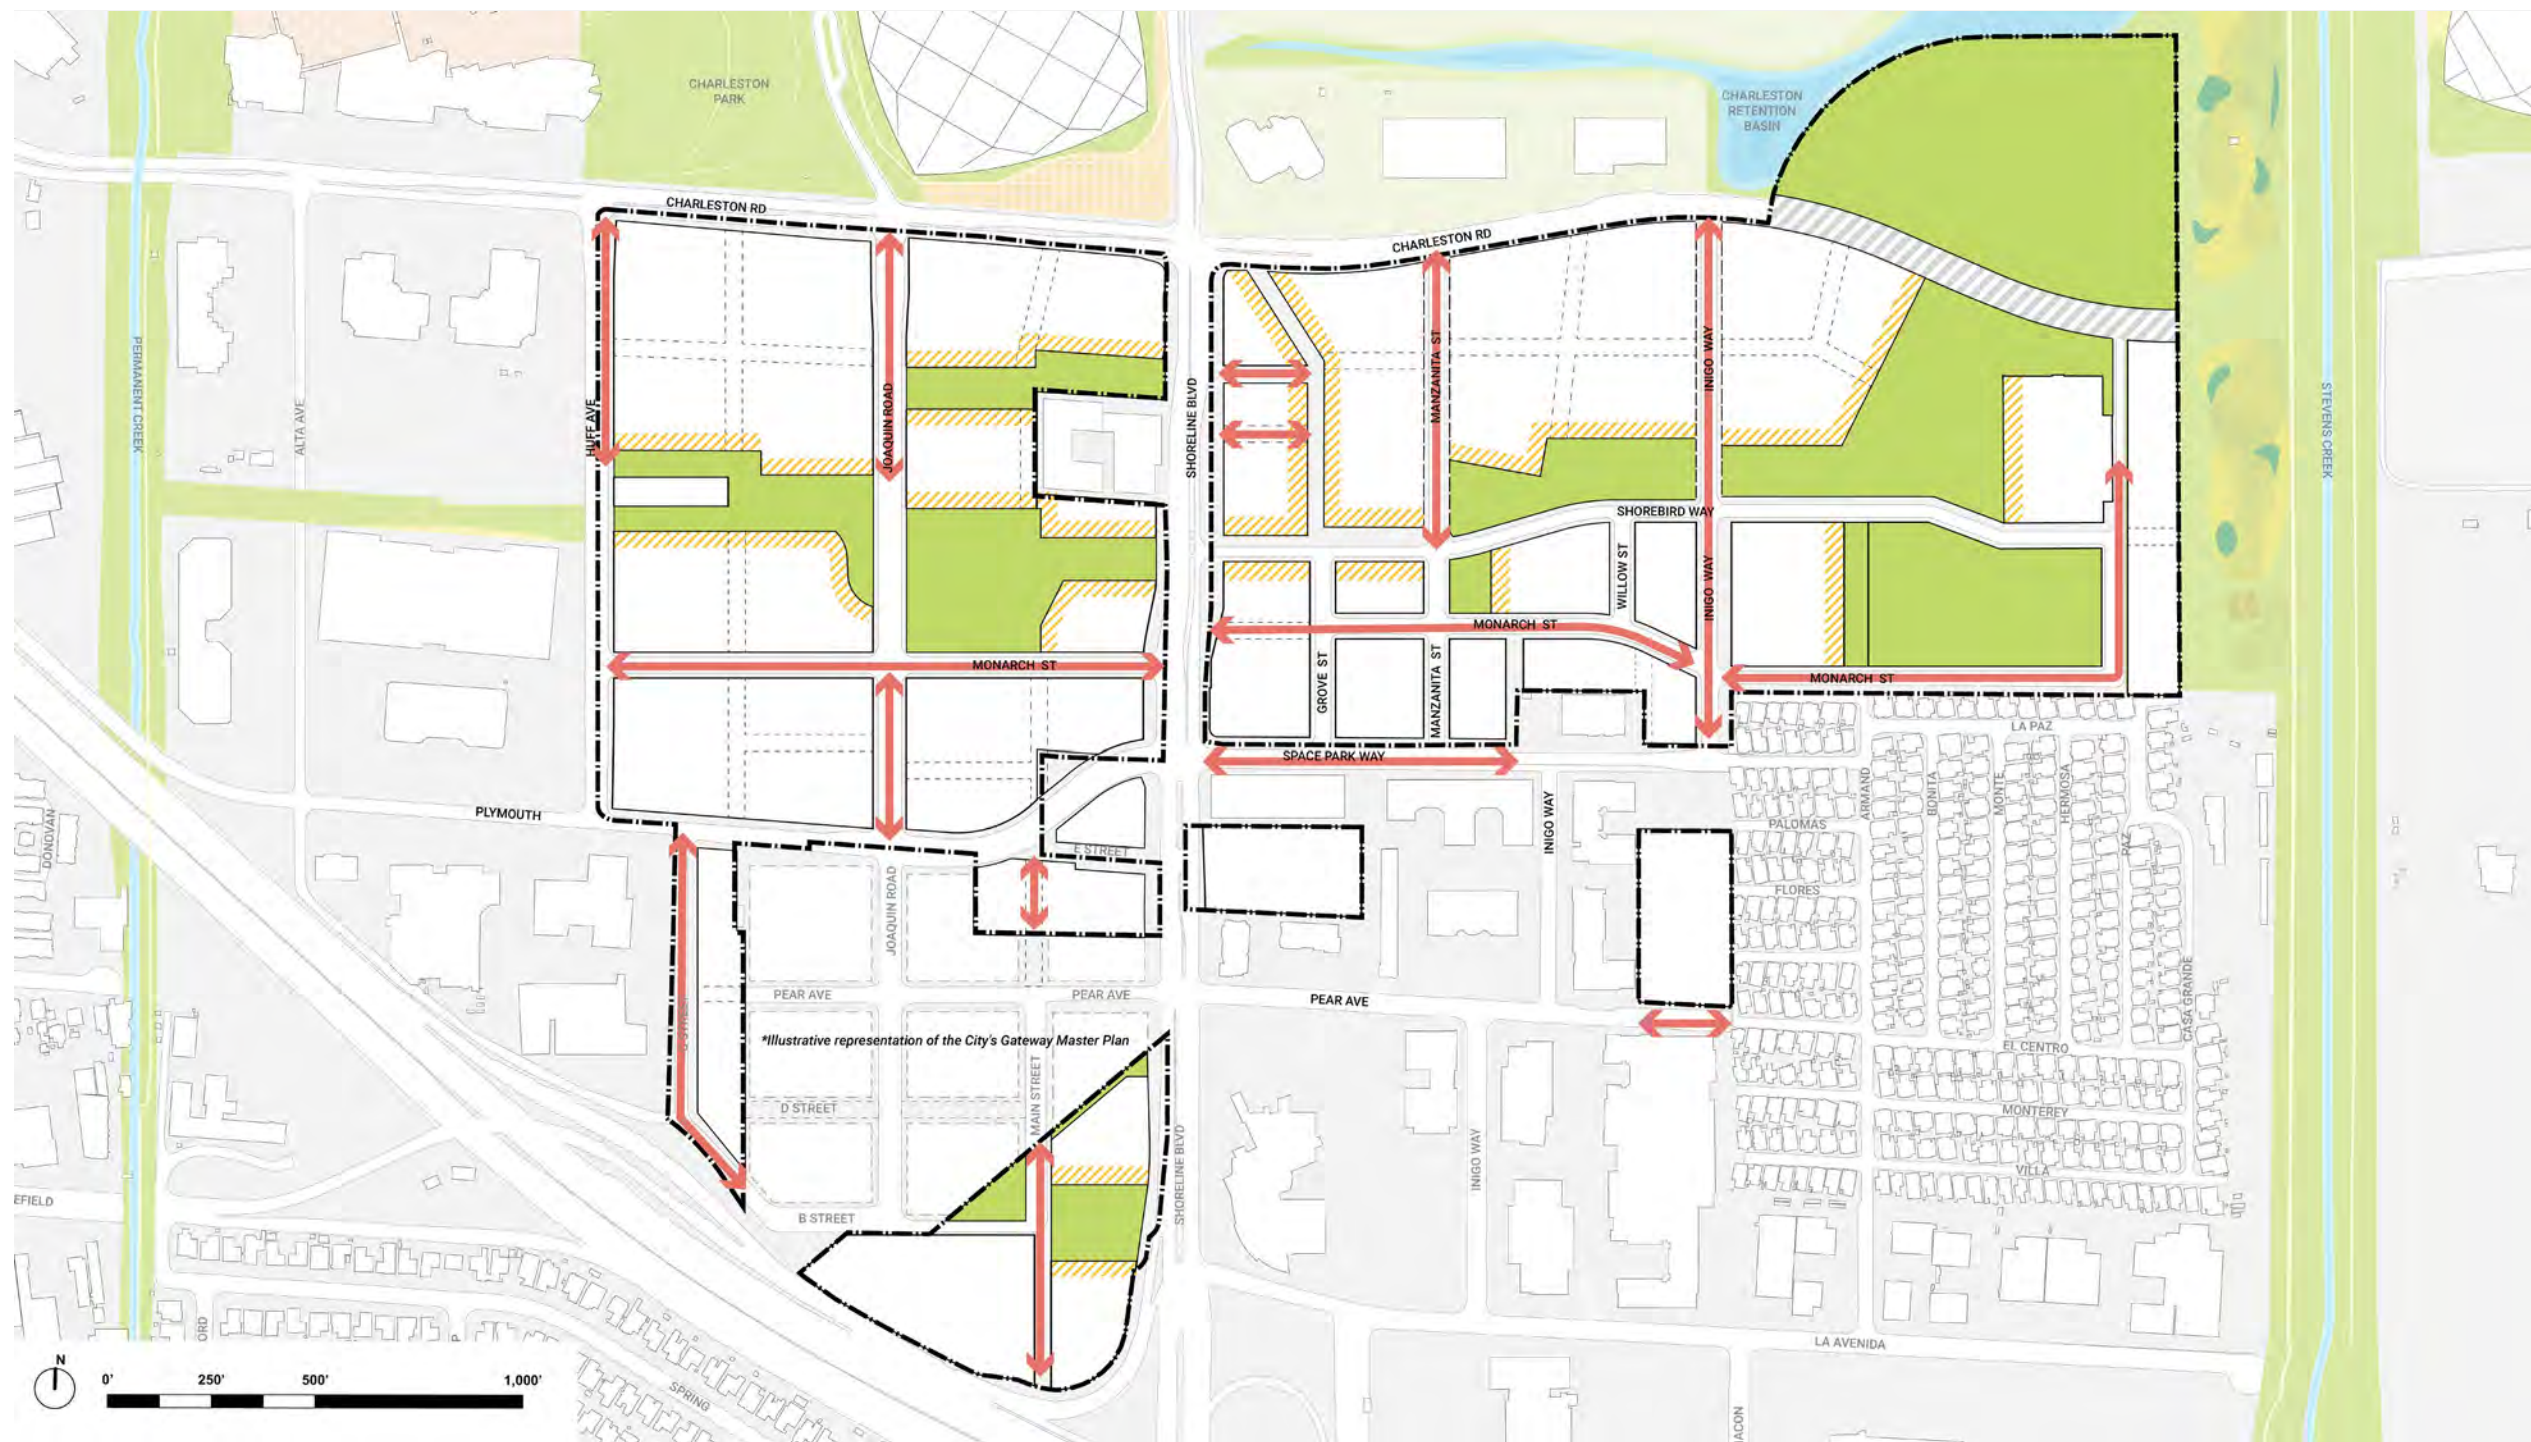 CHARLESTON
PARK
CHARLESTON
RETENTION
BASIN
CHARLESTON RD
CHARLESTON RD
PERMANENT CREEK
ALTA AVE
HUFF AVE
JOAQUIN ROAD
SHORELINE BLVD
MANZANITA ST
INIGO WAY
STEVENS CREEK
SHOREBIRD WAY
WILLOW ST
INIGO WAY
MONARCH ST
MONARCH ST
MONARCH ST
GROVE ST
MANZANITA ST
SPACE PARK WAY
LA PAZ
PLYMOUTH
DONOVAN
E STREET
INIGO WAY
ARMAND
BONITA
MONTE
HERMOSA
PAZ
PALOMAS
FLORES
JOAQUIN ROAD
PEAR AVE
PEAR AVE
PEAR AVE
CASA GRANDE
*Illustrative representation of the City's Gateway Master Plan
EL CENTRO
MAIN STREET
D STREET
MONTEREY
SHORELINE BLVD
INIGO WAY
VILLA
EFIELD
B STREET
LA AVENIDA
ORD
P
SPRING
MACON
N
0' 250' 500' 1,000'